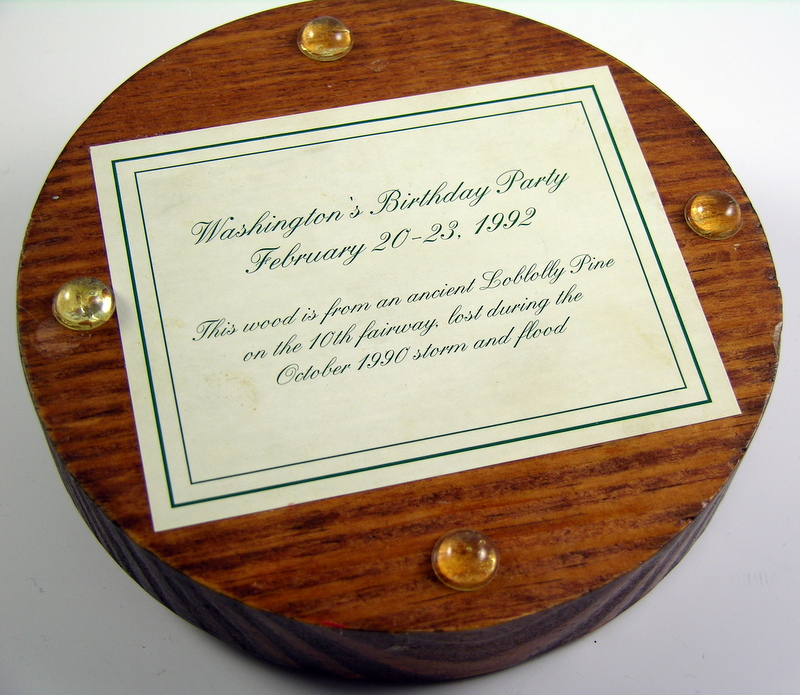 Washington's Birthday Party
February 20-23, 1992
This wood is from an ancient Loblolly Pine
on the 10th fairway, lost during the
October 1990 storm and flood